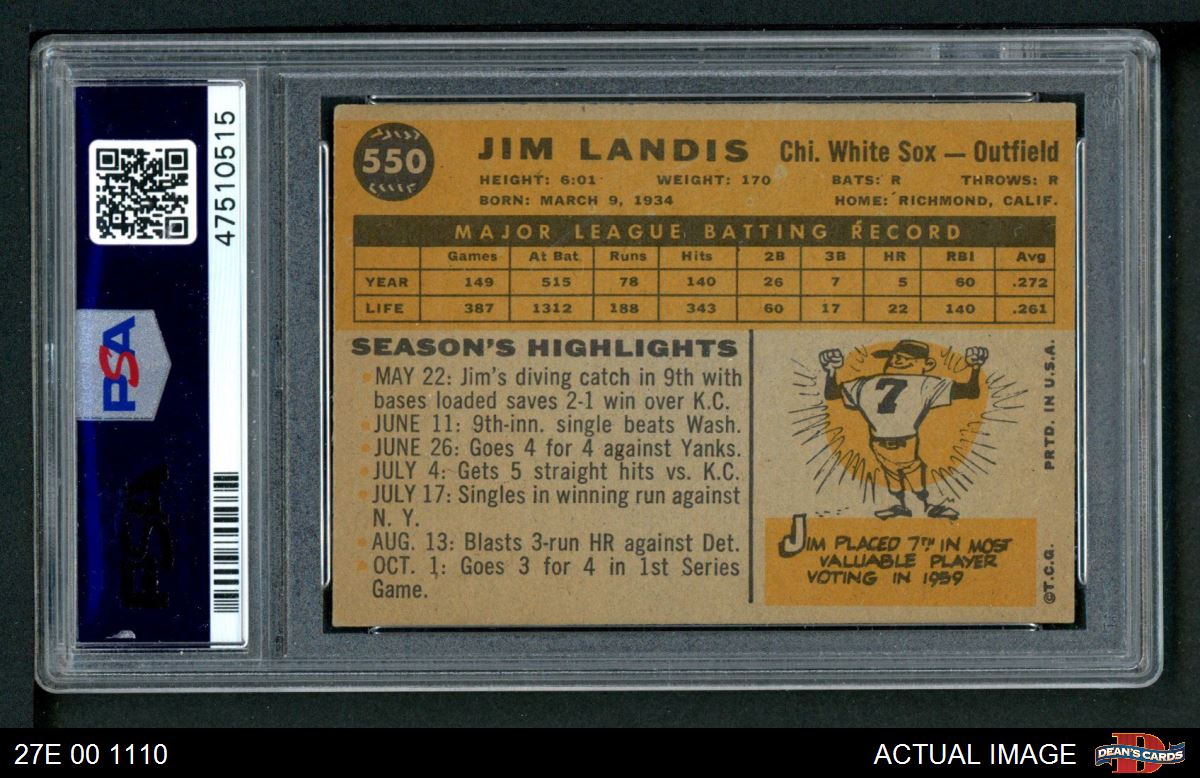 47510515
PSA
PSA
550
JIM LANDIS Chi. White Sox — Outfield
HEIGHT: 6:01 WEIGHT: 170 BATS: R THROWS: R
BORN: MARCH 9, 1934 HOME: RICHMOND, CALIF.
MAJOR LEAGUE BATTING RECORD
Games At Bat Runs Hits 2B 3B HR RBI Avg
YEAR 149 515 78 140 26 7 5 60 .272
LIFE 387 1312 188 343 60 17 22 140 .261
SEASON'S HIGHLIGHTS
MAY 22: Jim's diving catch in 9th with
bases loaded saves 2-1 win over K.C.
JUNE 11: 9th-inn. single beats Wash.
JUNE 26: Goes 4 for 4 against Yanks.
JULY 4: Gets 5 straight hits vs. K.C.
JULY 17: Singles in winning run against
N. Y.
AUG. 13: Blasts 3-run HR against Det.
OCT. 1: Goes 3 for 4 in 1st Series
Game.
7
JIM PLACED 7TH IN MOST
VALUABLE PLAYER
VOTING IN 1959
©T.C.G. PRTD. IN U.S.A.
27E 00 1110 ACTUAL IMAGE
D
DEAN'S CARDS